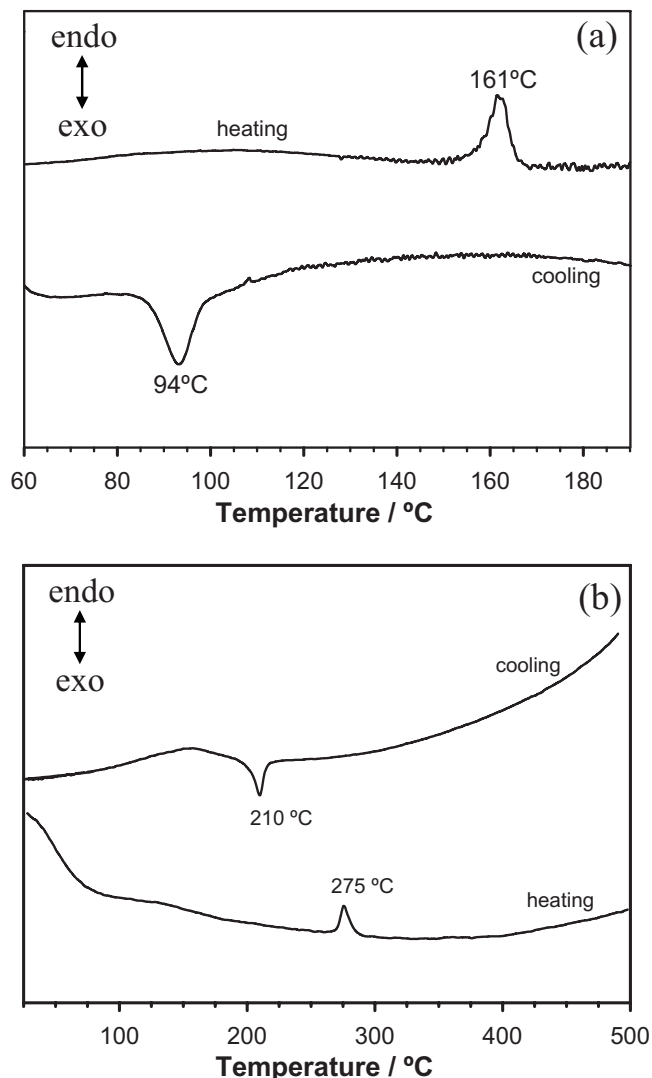 endo
(a)
exo
heating
161ºC
cooling
94ºC
60 80 100 120 140 160 180
Temperature / ºC
endo
(b)
exo
cooling
210 ºC
275 ºC
heating
100 200 300 400 500
Temperature / ºC